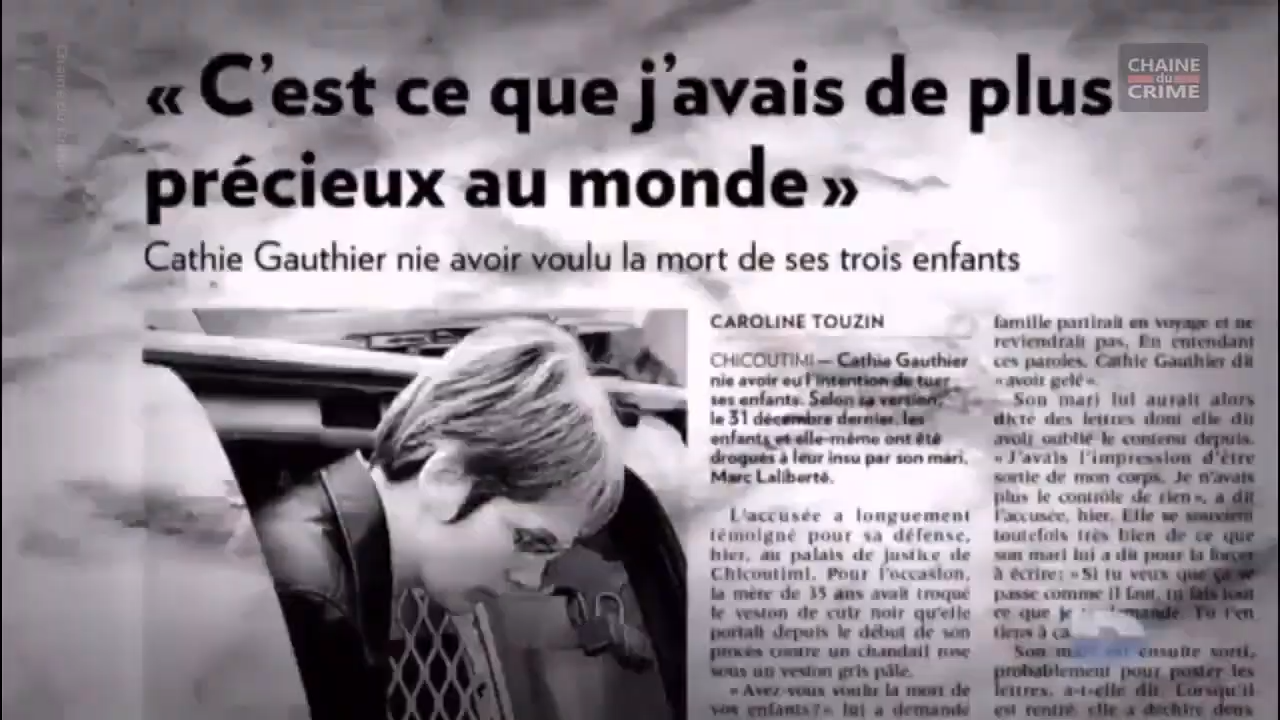 « C'est ce que j'avais de plus
précieux au monde »
CHAINE
du
CRIME
Cathie Gauthier nie avoir voulu la mort de ses trois enfants
CAROLINE TOUZIN
CHICOUTIMI — Cathie Gauthier
nie avoir eu l'intention de tuer
ses enfants. Selon sa version,
le 31 décembre dernier, les
enfants et elle-même ont été
drogués à leur insu par son mari,
Marc Laliberté.
L'accusée a longuement
témoigné pour sa défense,
hier, au palais de justice de
Chicoutimi. Pour l'occasion,
la mère de 35 ans avait troqué
le veston de cuir noir qu'elle
portait depuis le début de son
procès contre un chandail rose
sous un veston gris pâle.
« Avez-vous voulu la mort de
vos enfants? » lui a demandé
famille partirait en voyage et ne
reviendrait pas. En entendant
ces paroles, Cathie Gauthier dit
« avoir gelé ».
Son mari lui aurait alors
dicté des lettres dont elle dit
avoir oublié le contenu depuis.
« J'avais l'impression d'être
sortie de mon corps. Je n'avais
plus le contrôle de rien », a dit
l'accusée, hier. Elle se souvient
toutefois très bien de ce que
son mari lui a dit pour la forcer
à écrire: « Si tu veux que ça se
passe comme il faut, tu fais tout
ce que je demande. Tu t'en
tiens à ça
Son mari est ensuite sorti,
probablement pour poster les
lettres, a-t-elle dit. Lorsqu'il
est rentré, elle a déchiré deux